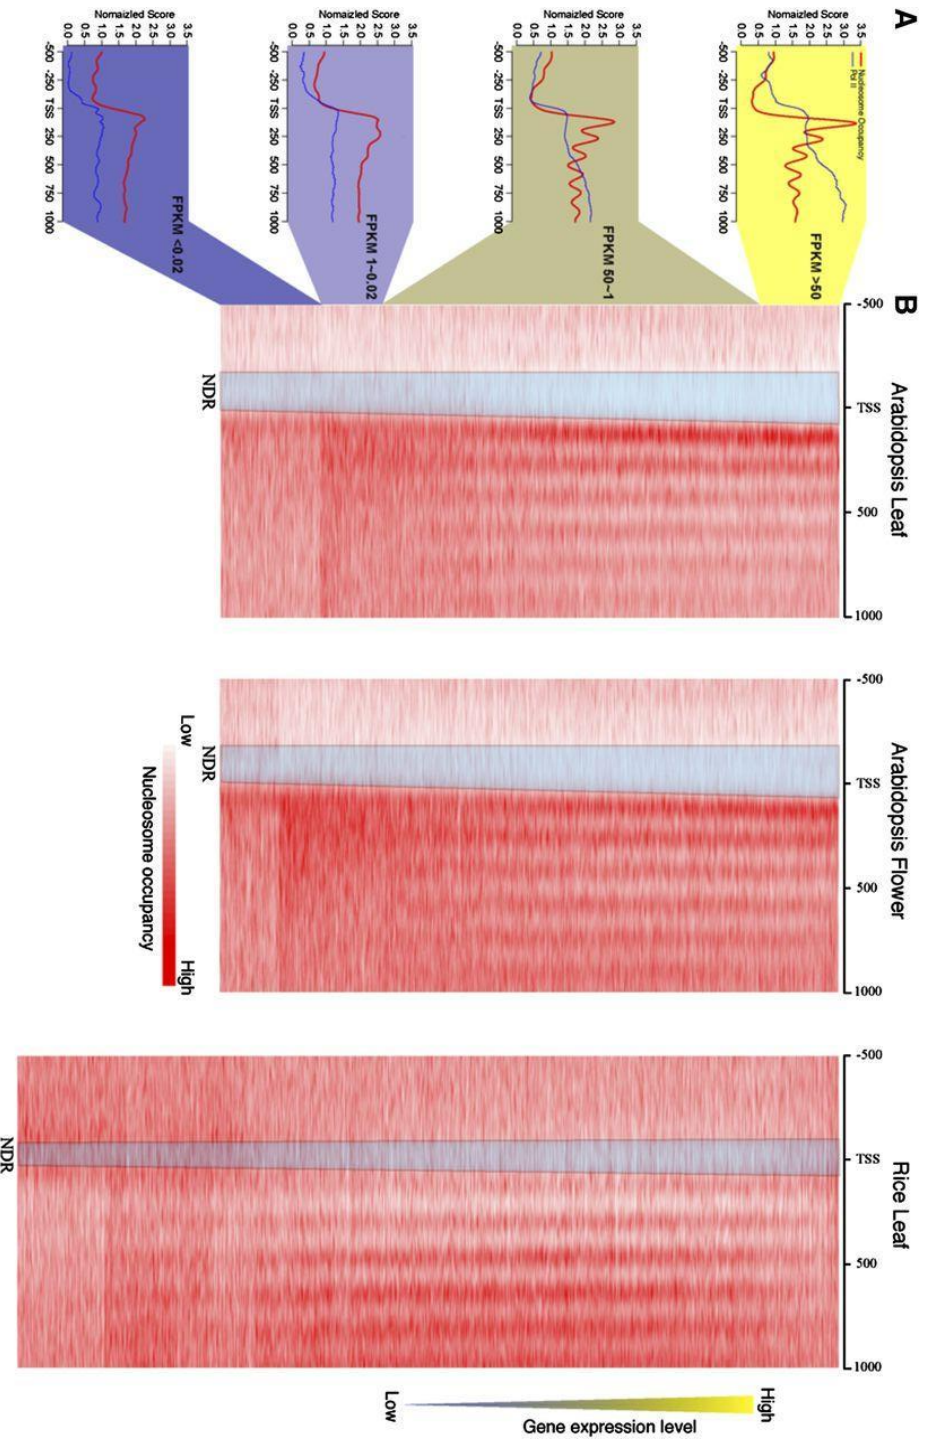 A
Nomaizled Score
0.0 0.5 1.0 1.5 2.0 2.5 3.0 3.5
-500 -250 TSS 250 500 750 1000
Nucleosome Occupancy
Pol II
FPKM >50
Nomaizled Score
0.0 0.5 1.0 1.5 2.0 2.5 3.0 3.5
-500 -250 TSS 250 500 750 1000
FPKM 50~1
Nomaizled Score
0.0 0.5 1.0 1.5 2.0 2.5 3.0 3.5
-500 -250 TSS 250 500 750 1000
FPKM 1~0.02
Nomaizled Score
0.0 0.5 1.0 1.5 2.0 2.5 3.0 3.5
-500 -250 TSS 250 500 750 1000
FPKM <0.02
B
Arabidopsis Leaf
-500 TSS 500 1000
NDR
Arabidopsis Flower
-500 TSS 500 1000
NDR
Low High
Nucleosome occupancy
Rice Leaf
-500 TSS 500 1000
NDR
High
Gene expression level
Low